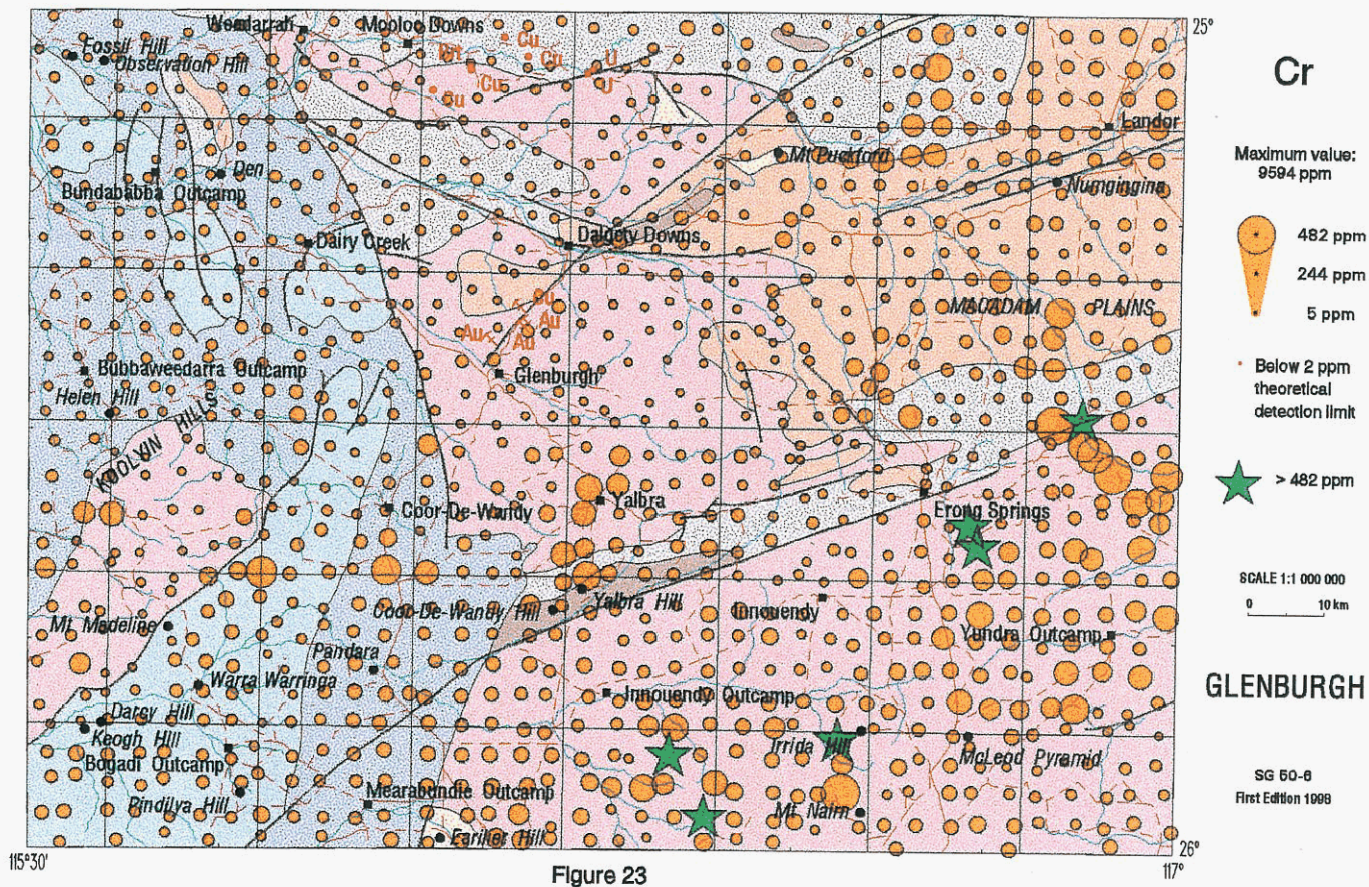 Weedarrah
Mooloo Downs
25°
Fossil Hill
Observation Hill
Cu
Cu
U
Cu
U
Cu
Cr
Landor
Maximum value:
9594 ppm
Mt Puckford
Den
Bundababba Outcamp
Numgingina
Dairy Creek
Dalgety Downs
482 ppm
244 ppm
5 ppm
MACADAM PLAINS
Au
Au
Au
Bubbaweedarra Outcamp
Glenburgh
Below 2 ppm
theoretical
detection limit
Helen Hill
KOOLYIN HILLS
> 482 ppm
Coor-De-Wandy
Yalbra
Erong Springs
SCALE 1:1 000 000
0 10 km
Coor-De-Wandy Hill
Yalbra Hill
Innouendy
Mt Madeline
Yundra Outcamp
Pandara
Warra Warringa
Innouendy Outcamp
GLENBURGH
Darcy Hill
Keogh Hill
Irrida Hill
McLeod Pyramid
Bogadi Outcamp
SG 50-6
First Edition 1998
Pindilya Hill
Mearabundie Outcamp
Mt Nairn
Earilier Hill
115°30'
26°
117°
Figure 23